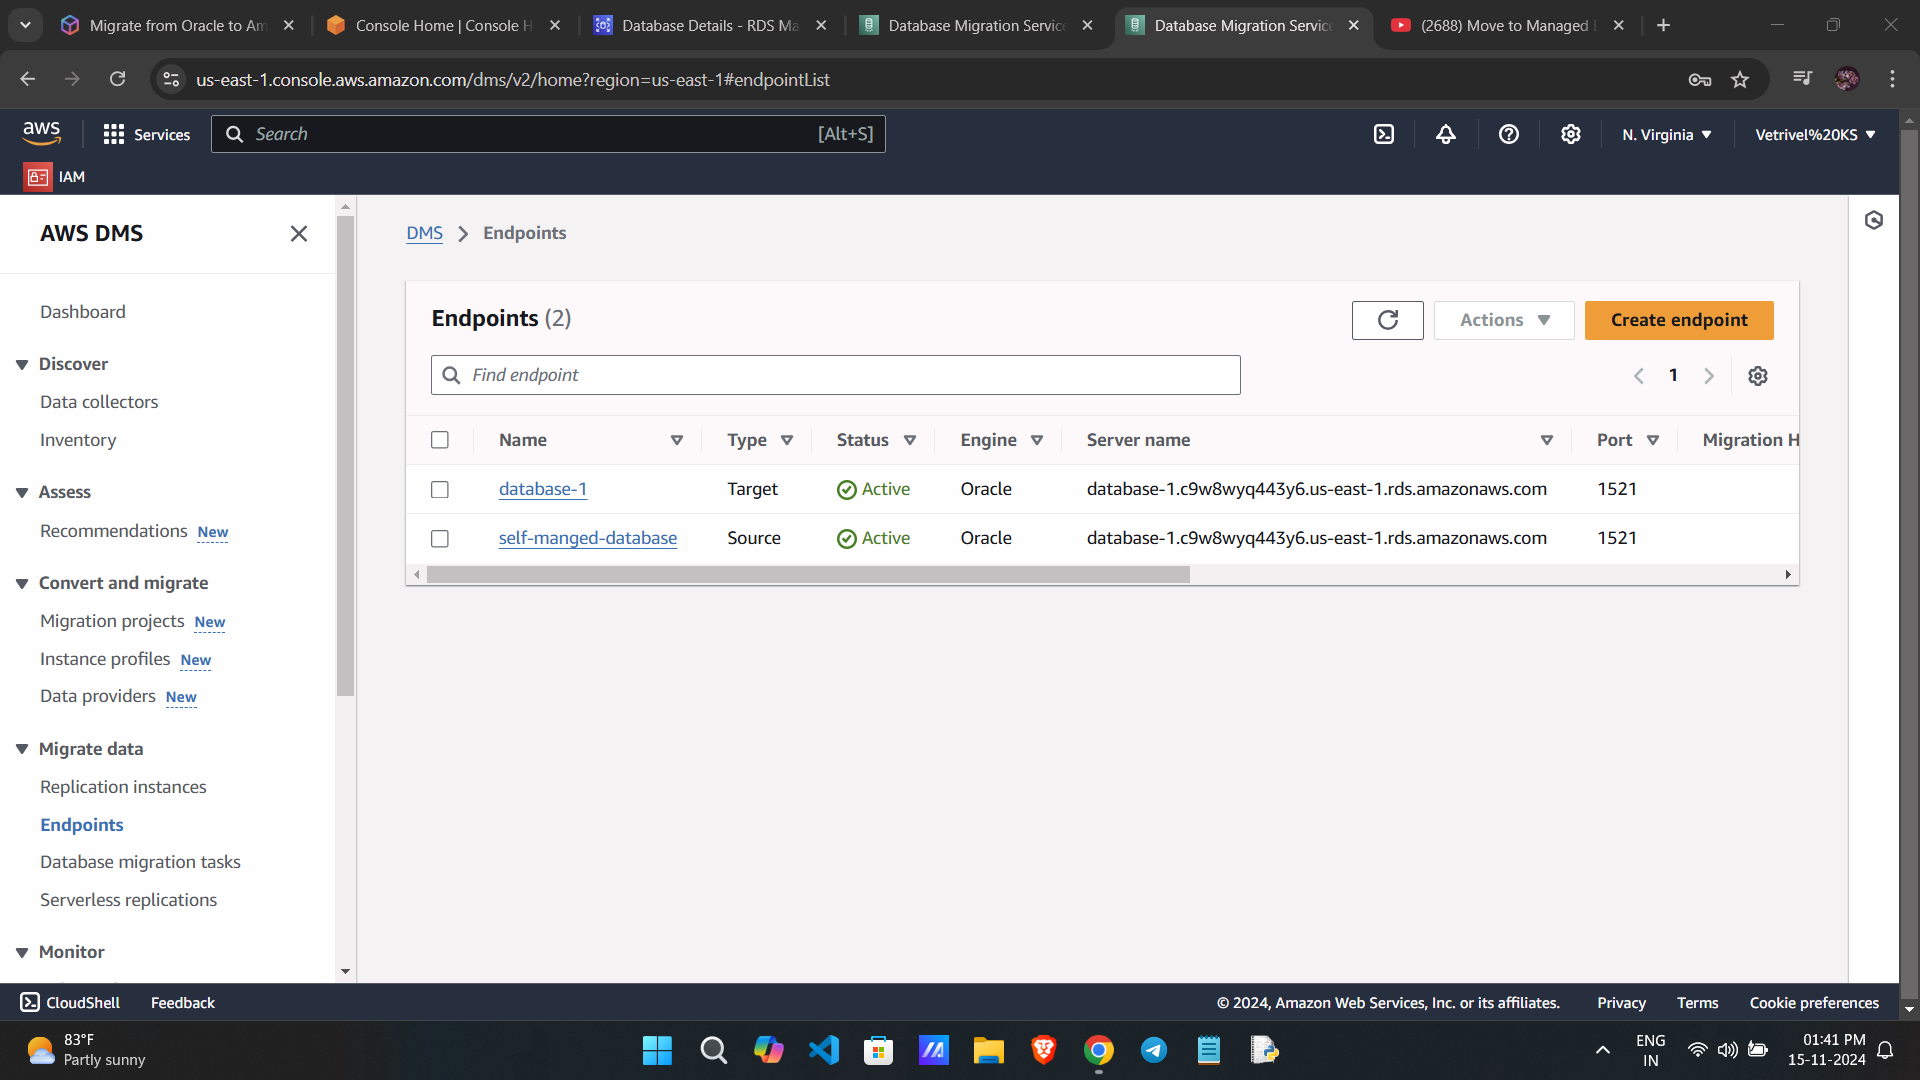 Migrate from Oracle to Am
Console Home | Console H
Database Details - RDS Ma
Database Migration Service
Database Migration Service
(2688) Move to Managed
us-east-1.console.aws.amazon.com/dms/v2/home?region=us-east-1#endpointList
aws
Services
Search
[Alt+S]
N. Virginia
Vetrivel%20KS
IAM
AWS DMS
Dashboard
Discover
Data collectors
Inventory
Assess
Recommendations New
Convert and migrate
Migration projects New
Instance profiles New
Data providers New
Migrate data
Replication instances
Endpoints
Database migration tasks
Serverless replications
Monitor
DMS
Endpoints
Endpoints (2)
Actions
Create endpoint
Find endpoint
1
Name Type Status Engine Server name Port Migration H
database-1 Target Active Oracle database-1.c9w8wyq443y6.us-east-1.rds.amazonaws.com 1521
self-manged-database Source Active Oracle database-1.c9w8wyq443y6.us-east-1.rds.amazonaws.com 1521
CloudShell
Feedback
© 2024, Amazon Web Services, Inc. or its affiliates.
Privacy
Terms
Cookie preferences
83°F
Partly sunny
ENG
IN
01:41 PM
15-11-2024